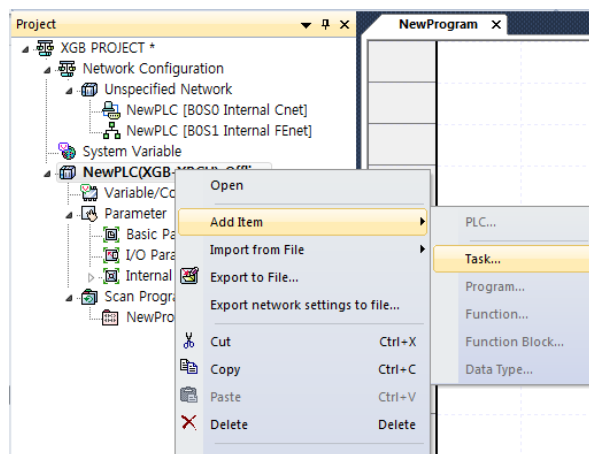 Project
NewProgram
XGB PROJECT *
Network Configuration
Unspecified Network
NewPLC [B0S0 Internal Cnet]
NewPLC [B0S1 Internal FEnet]
System Variable
Variable/Co
Parameter
Basic Pa
I/O Para
Internal
Scan Progr
NewPro
Open
Add Item
Import from File
Export to File...
Export network settings to file...
Cut Ctrl+X
Copy Ctrl+C
Paste Ctrl+V
Delete Delete
PLC...
Task...
Program...
Function...
Function Block...
Data Type...